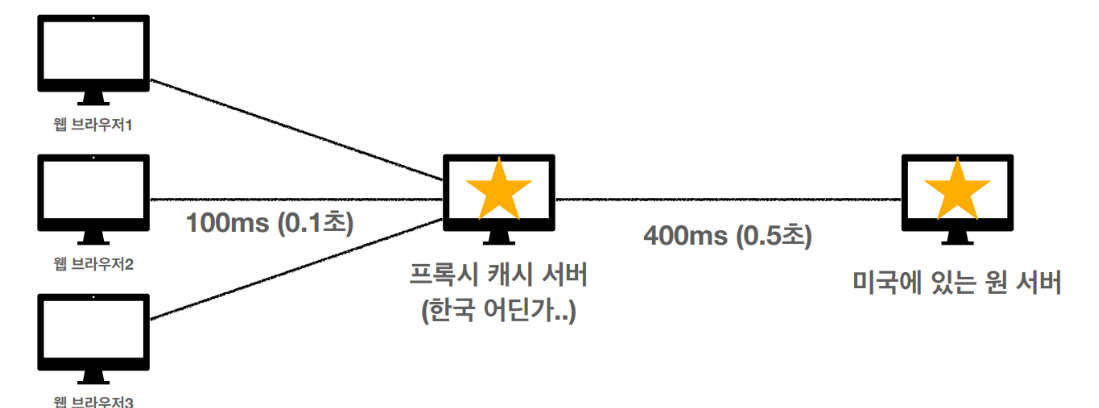 웹 브라우저1
웹 브라우저2
웹 브라우저3
100ms (0.1초)
프록시 캐시 서버
(한국 어딘가..)
400ms (0.5초)
미국에 있는 원 서버